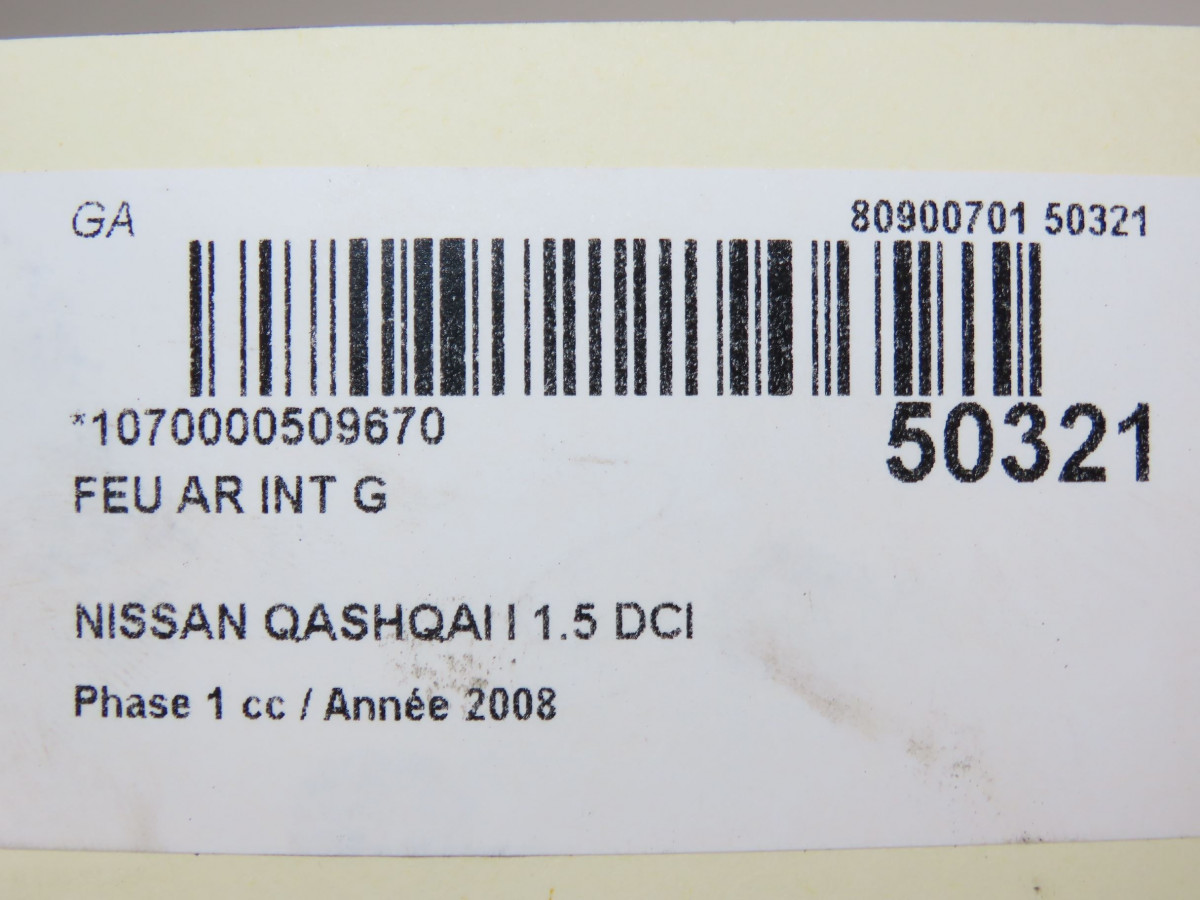 GA 80900701 50321
*1070000509670 50321
FEU AR INT G
NISSAN QASHQAI I 1.5 DCI
Phase 1 cc / Année 2008